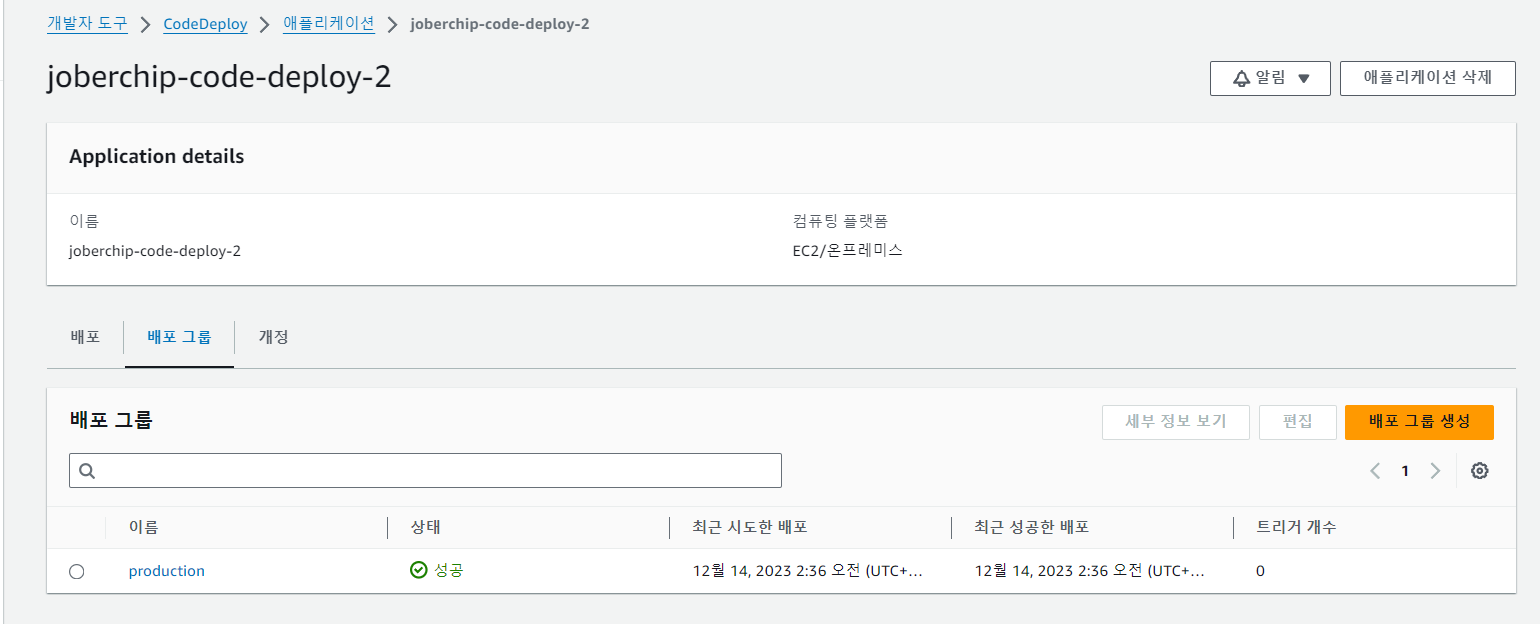 개발자 도구 > CodeDeploy > 애플리케이션 > joberchip-code-deploy-2
joberchip-code-deploy-2
알림 ▼ 애플리케이션 삭제
Application details
이름 컴퓨팅 플랫폼
joberchip-code-deploy-2 EC2/온프레미스
배포 배포 그룹 개정
배포 그룹 세부 정보 보기 편집 배포 그룹 생성
1
이름 상태 최근 시도한 배포 최근 성공한 배포 트리거 개수
production 성공 12월 14, 2023 2:36 오전 (UTC+... 12월 14, 2023 2:36 오전 (UTC+... 0